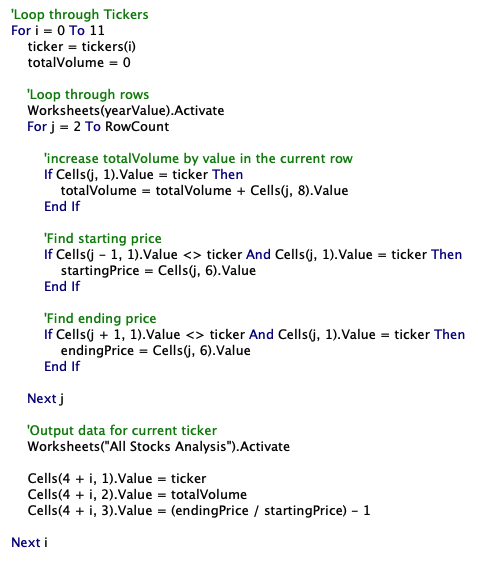 'Loop through Tickers
For i = 0 To 11
ticker = tickers(i)
totalVolume = 0
'Loop through rows
Worksheets(yearValue).Activate
For j = 2 To RowCount
'increase totalVolume by value in the current row
If Cells(j, 1).Value = ticker Then
totalVolume = totalVolume + Cells(j, 8).Value
End If
'Find starting price
If Cells(j - 1, 1).Value <> ticker And Cells(j, 1).Value = ticker Then
startingPrice = Cells(j, 6).Value
End If
'Find ending price
If Cells(j + 1, 1).Value <> ticker And Cells(j, 1).Value = ticker Then
endingPrice = Cells(j, 6).Value
End If
Next j
'Output data for current ticker
Worksheets("All Stocks Analysis").Activate
Cells(4 + i, 1).Value = ticker
Cells(4 + i, 2).Value = totalVolume
Cells(4 + i, 3).Value = (endingPrice / startingPrice) - 1
Next i